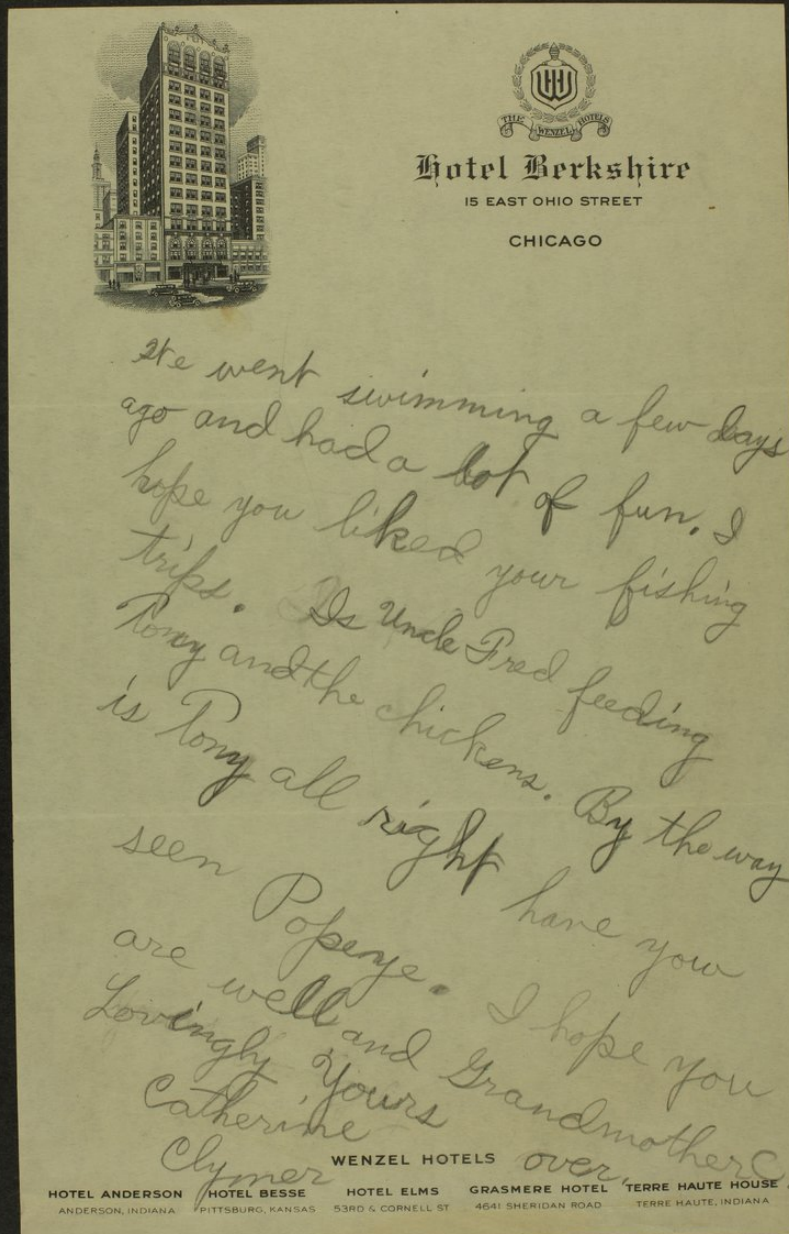 THE WENZEL HOTELS
Hotel Berkshire
15 EAST OHIO STREET
CHICAGO
We went swimming a few days
ago and had a lot of fun. I
hope you liked your fishing
trips. Is Uncle Fred feeding
Pony and the chickens. By the way
is Pony all right have you
seen Popeye. I hope you
are well and Grandmother C
Lovingly Yours
Catherine
Clymer
over.
WENZEL HOTELS
HOTEL ANDERSON
ANDERSON, INDIANA
HOTEL BESSE
PITTSBURG, KANSAS
HOTEL ELMS
53RD & CORNELL ST
GRASMERE HOTEL
4641 SHERIDAN ROAD
TERRE HAUTE HOUSE
TERRE HAUTE, INDIANA